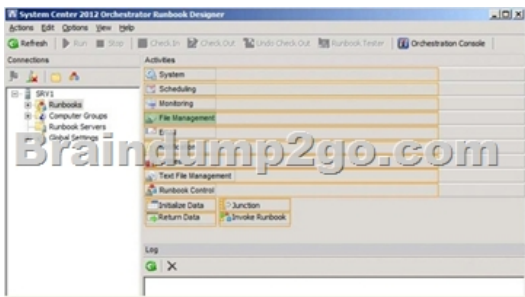 System Center 2012 Orchestrator Runbook Designer
Actions Edit Options View Help
Refresh Run Stop Check In Check Out Undo Check Out Runbook Tester Orchestration Console
Connections
Activities
SRV1
Runbooks
Computer Groups
Runbook Servers
Global Settings
System
Scheduling
Monitoring
File Management
Text File Management
Runbook Control
Initialize Data
Junction
Return Data
Invoke Runbook
Braindump2go.com
Log